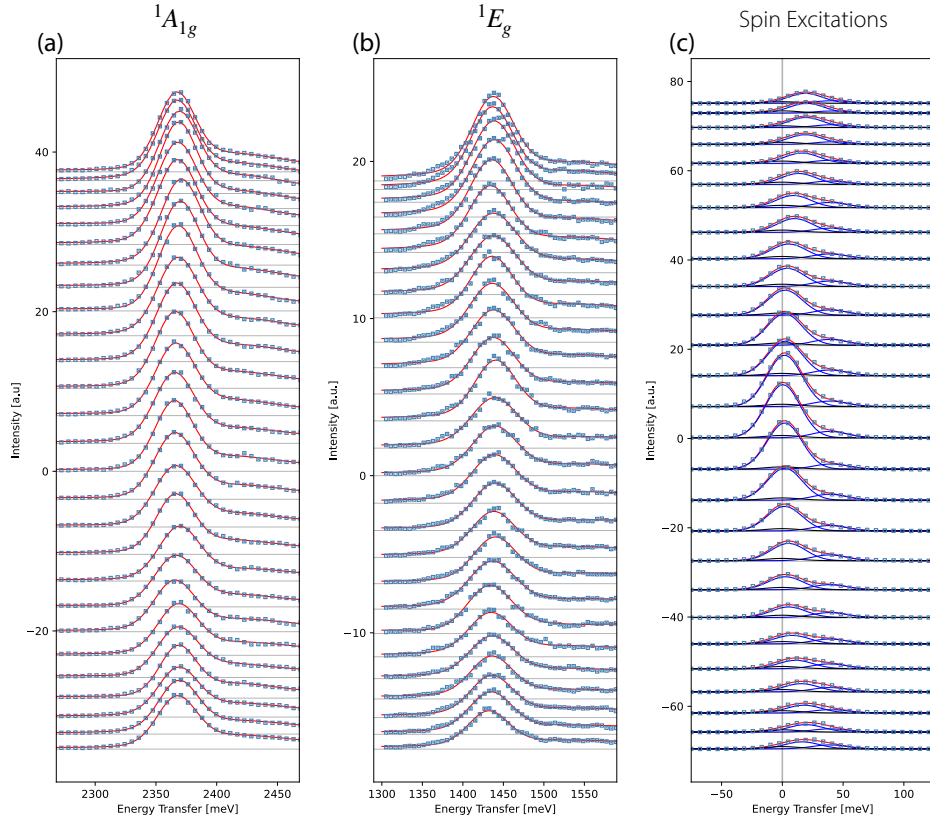 ¹A₁g
¹Eg
Spin Excitations
(a)
(b)
(c)
Intensity [a.u]
40
20
0
−20
2300
2350
2400
2450
Energy Transfer [meV]
Intensity [a.u.]
20
10
0
−10
1300
1350
1400
1450
1500
1550
Energy Transfer [meV]
Intensity [a.u.]
80
60
40
20
0
−20
−40
−60
−50
0
50
100
Energy Transfer [meV]